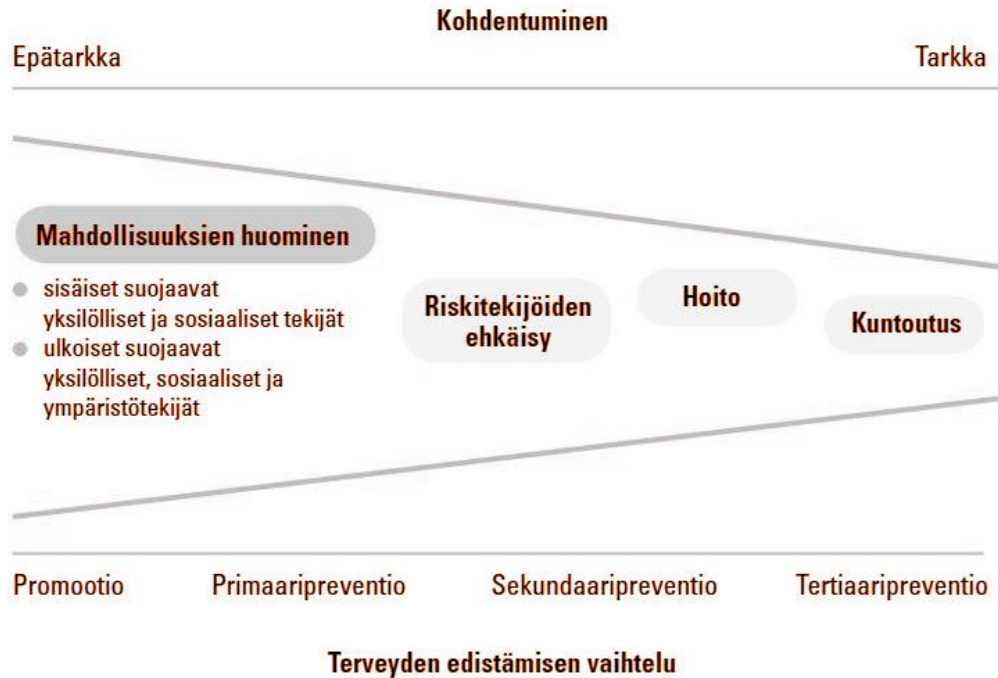 Kohdentuminen
Epätarkka Tarkka
Mahdollisuuksien huominen
sisäiset suojaavat
yksilölliset ja sosiaaliset tekijät
ulkoiset suojaavat
yksilölliset, sosiaaliset ja
ympäristötekijät
Riskitekijöiden
ehkäisy
Hoito
Kuntoutus
Promootio Primaaripreventio Sekundaaripreventio Tertiaaripreventio
Terveyden edistämisen vaihtelu